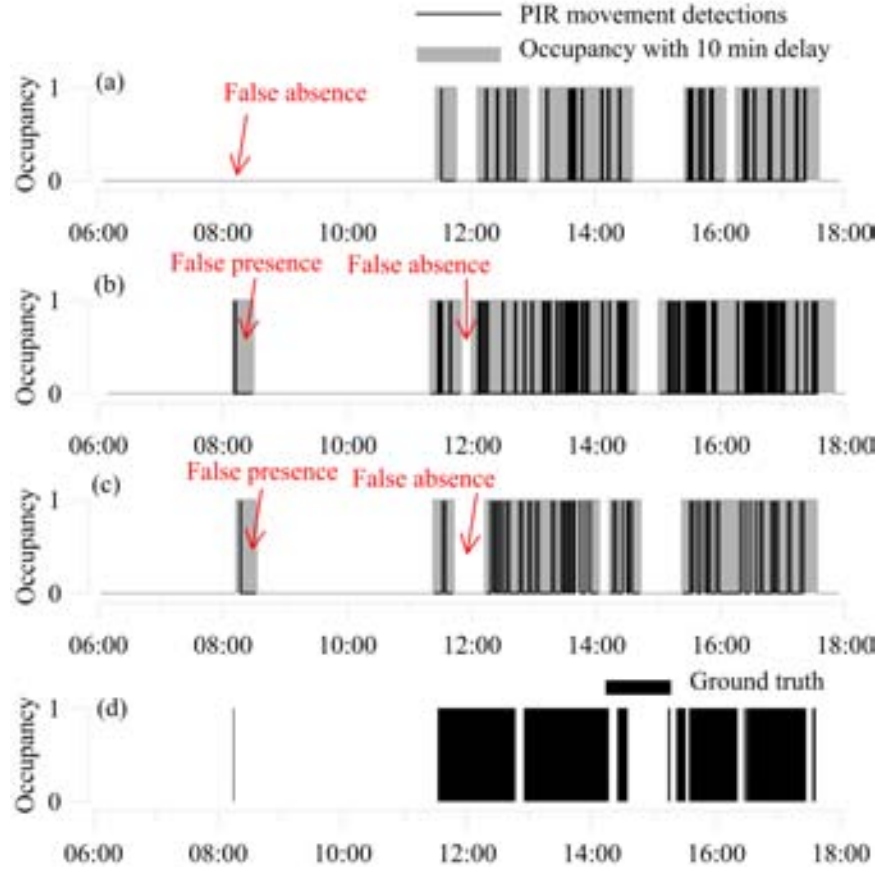 PIR movement detections
Occupancy with 10 min delay
(a)
Occupancy
1
0
False absence
06:00 08:00 10:00 12:00 14:00 16:00 18:00
(b)
Occupancy
1
0
False presence False absence
06:00 08:00 10:00 12:00 14:00 16:00 18:00
(c)
Occupancy
1
0
False presence False absence
06:00 08:00 10:00 12:00 14:00 16:00 18:00
Ground truth
(d)
Occupancy
1
0
06:00 08:00 10:00 12:00 14:00 16:00 18:00